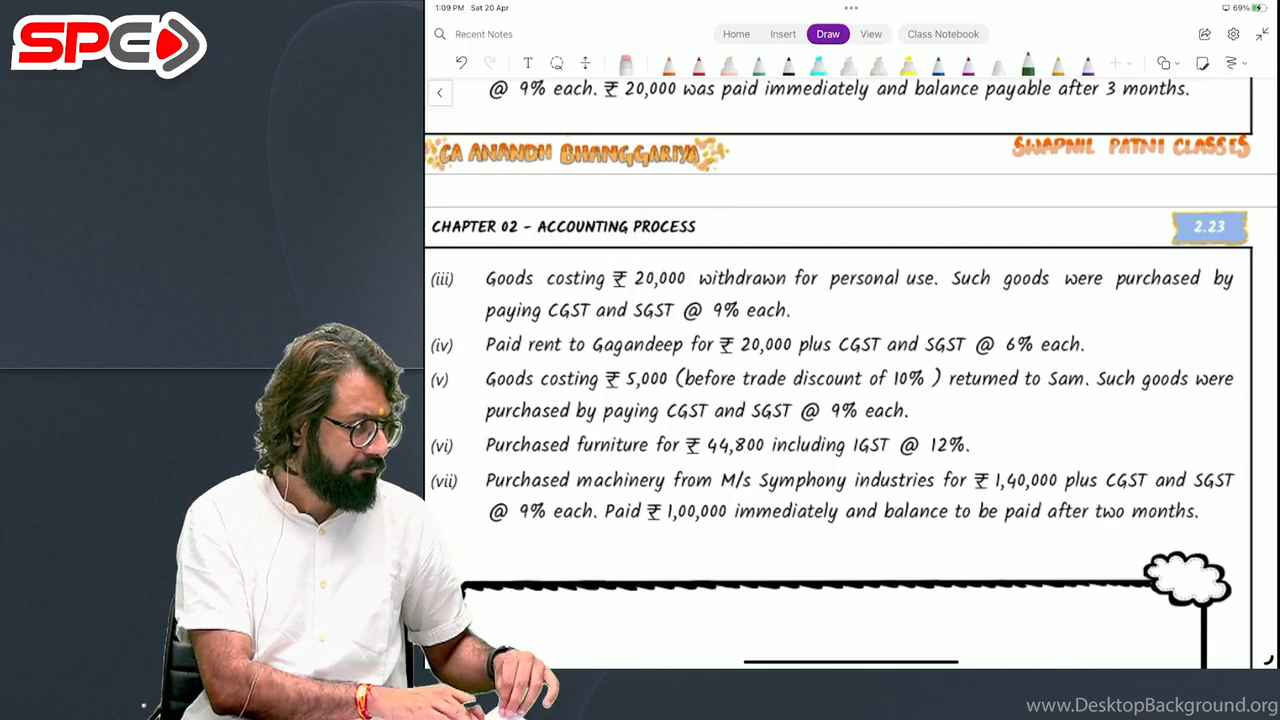 SPC
1:09 PM Sat 20 Apr
69%
Recent Notes
Home Insert Draw View Class Notebook
@ 9% each. ₹ 20,000 was paid immediately and balance payable after 3 months.
CA ANANDH BHANGGARIYA
SWAPNIL PATNI CLASSES
CHAPTER 02 - ACCOUNTING PROCESS
2.23
(iii) Goods costing ₹ 20,000 withdrawn for personal use. Such goods were purchased by
paying CGST and SGST @ 9% each.
(iv) Paid rent to Gagandeep for ₹ 20,000 plus CGST and SGST @ 6% each.
(v) Goods costing ₹ 5,000 (before trade discount of 10% ) returned to Sam. Such goods were
purchased by paying CGST and SGST @ 9% each.
(vi) Purchased furniture for ₹ 44,800 including IGST @ 12%.
(vii) Purchased machinery from M/s Symphony industries for ₹ 1,40,000 plus CGST and SGST
@ 9% each. Paid ₹ 1,00,000 immediately and balance to be paid after two months.
www.DesktopBackground.org